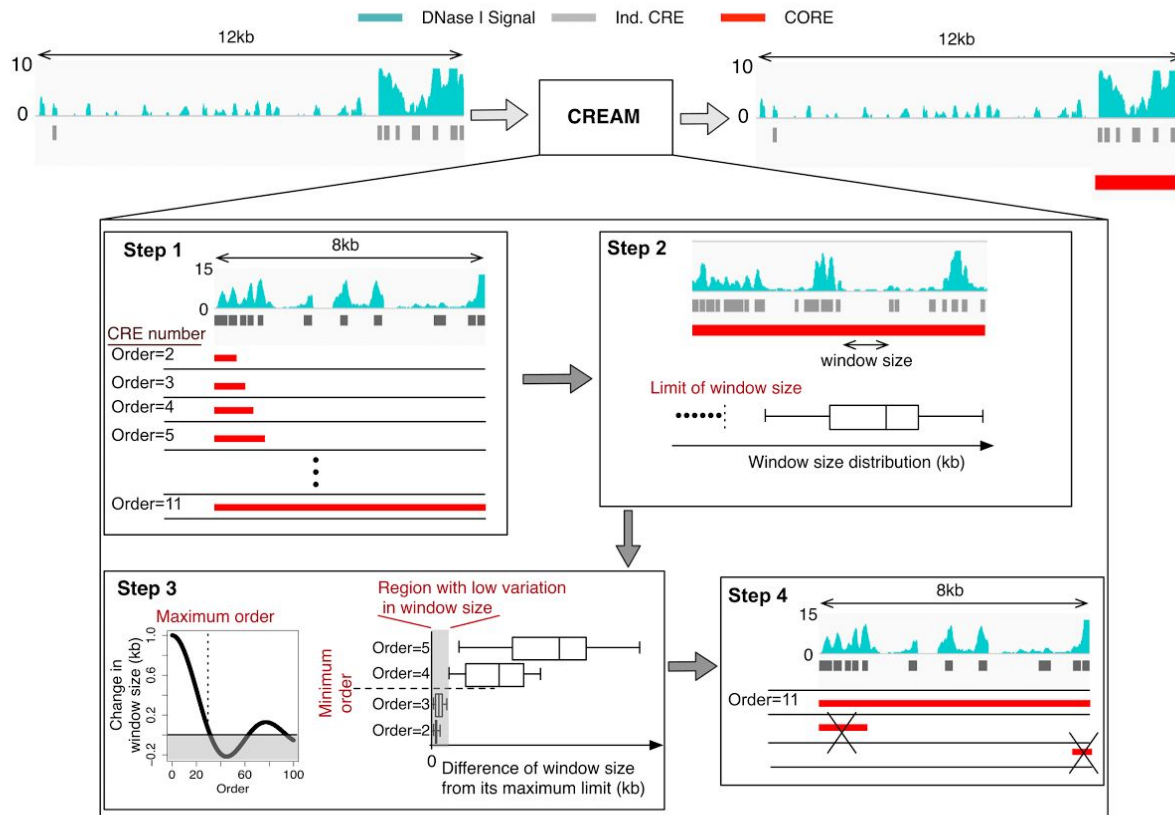 DNase I Signal
Ind. CRE
CORE
12kb
10
0
CREAM
12kb
10
0
Step 1
8kb
15
0
CRE number
Order=2
Order=3
Order=4
Order=5
Order=11
Step 2
window size
Limit of window size
Window size distribution (kb)
Step 3
Maximum order
Change in
window size (kb)
1.0
0.6
0.2
−0.2
0
20
60
100
Order
Region with low variation
in window size
Minimum
order
Order=5
Order=4
Order=3
Order=2
0
Difference of window size
from its maximum limit (kb)
Step 4
8kb
15
0
Order=11